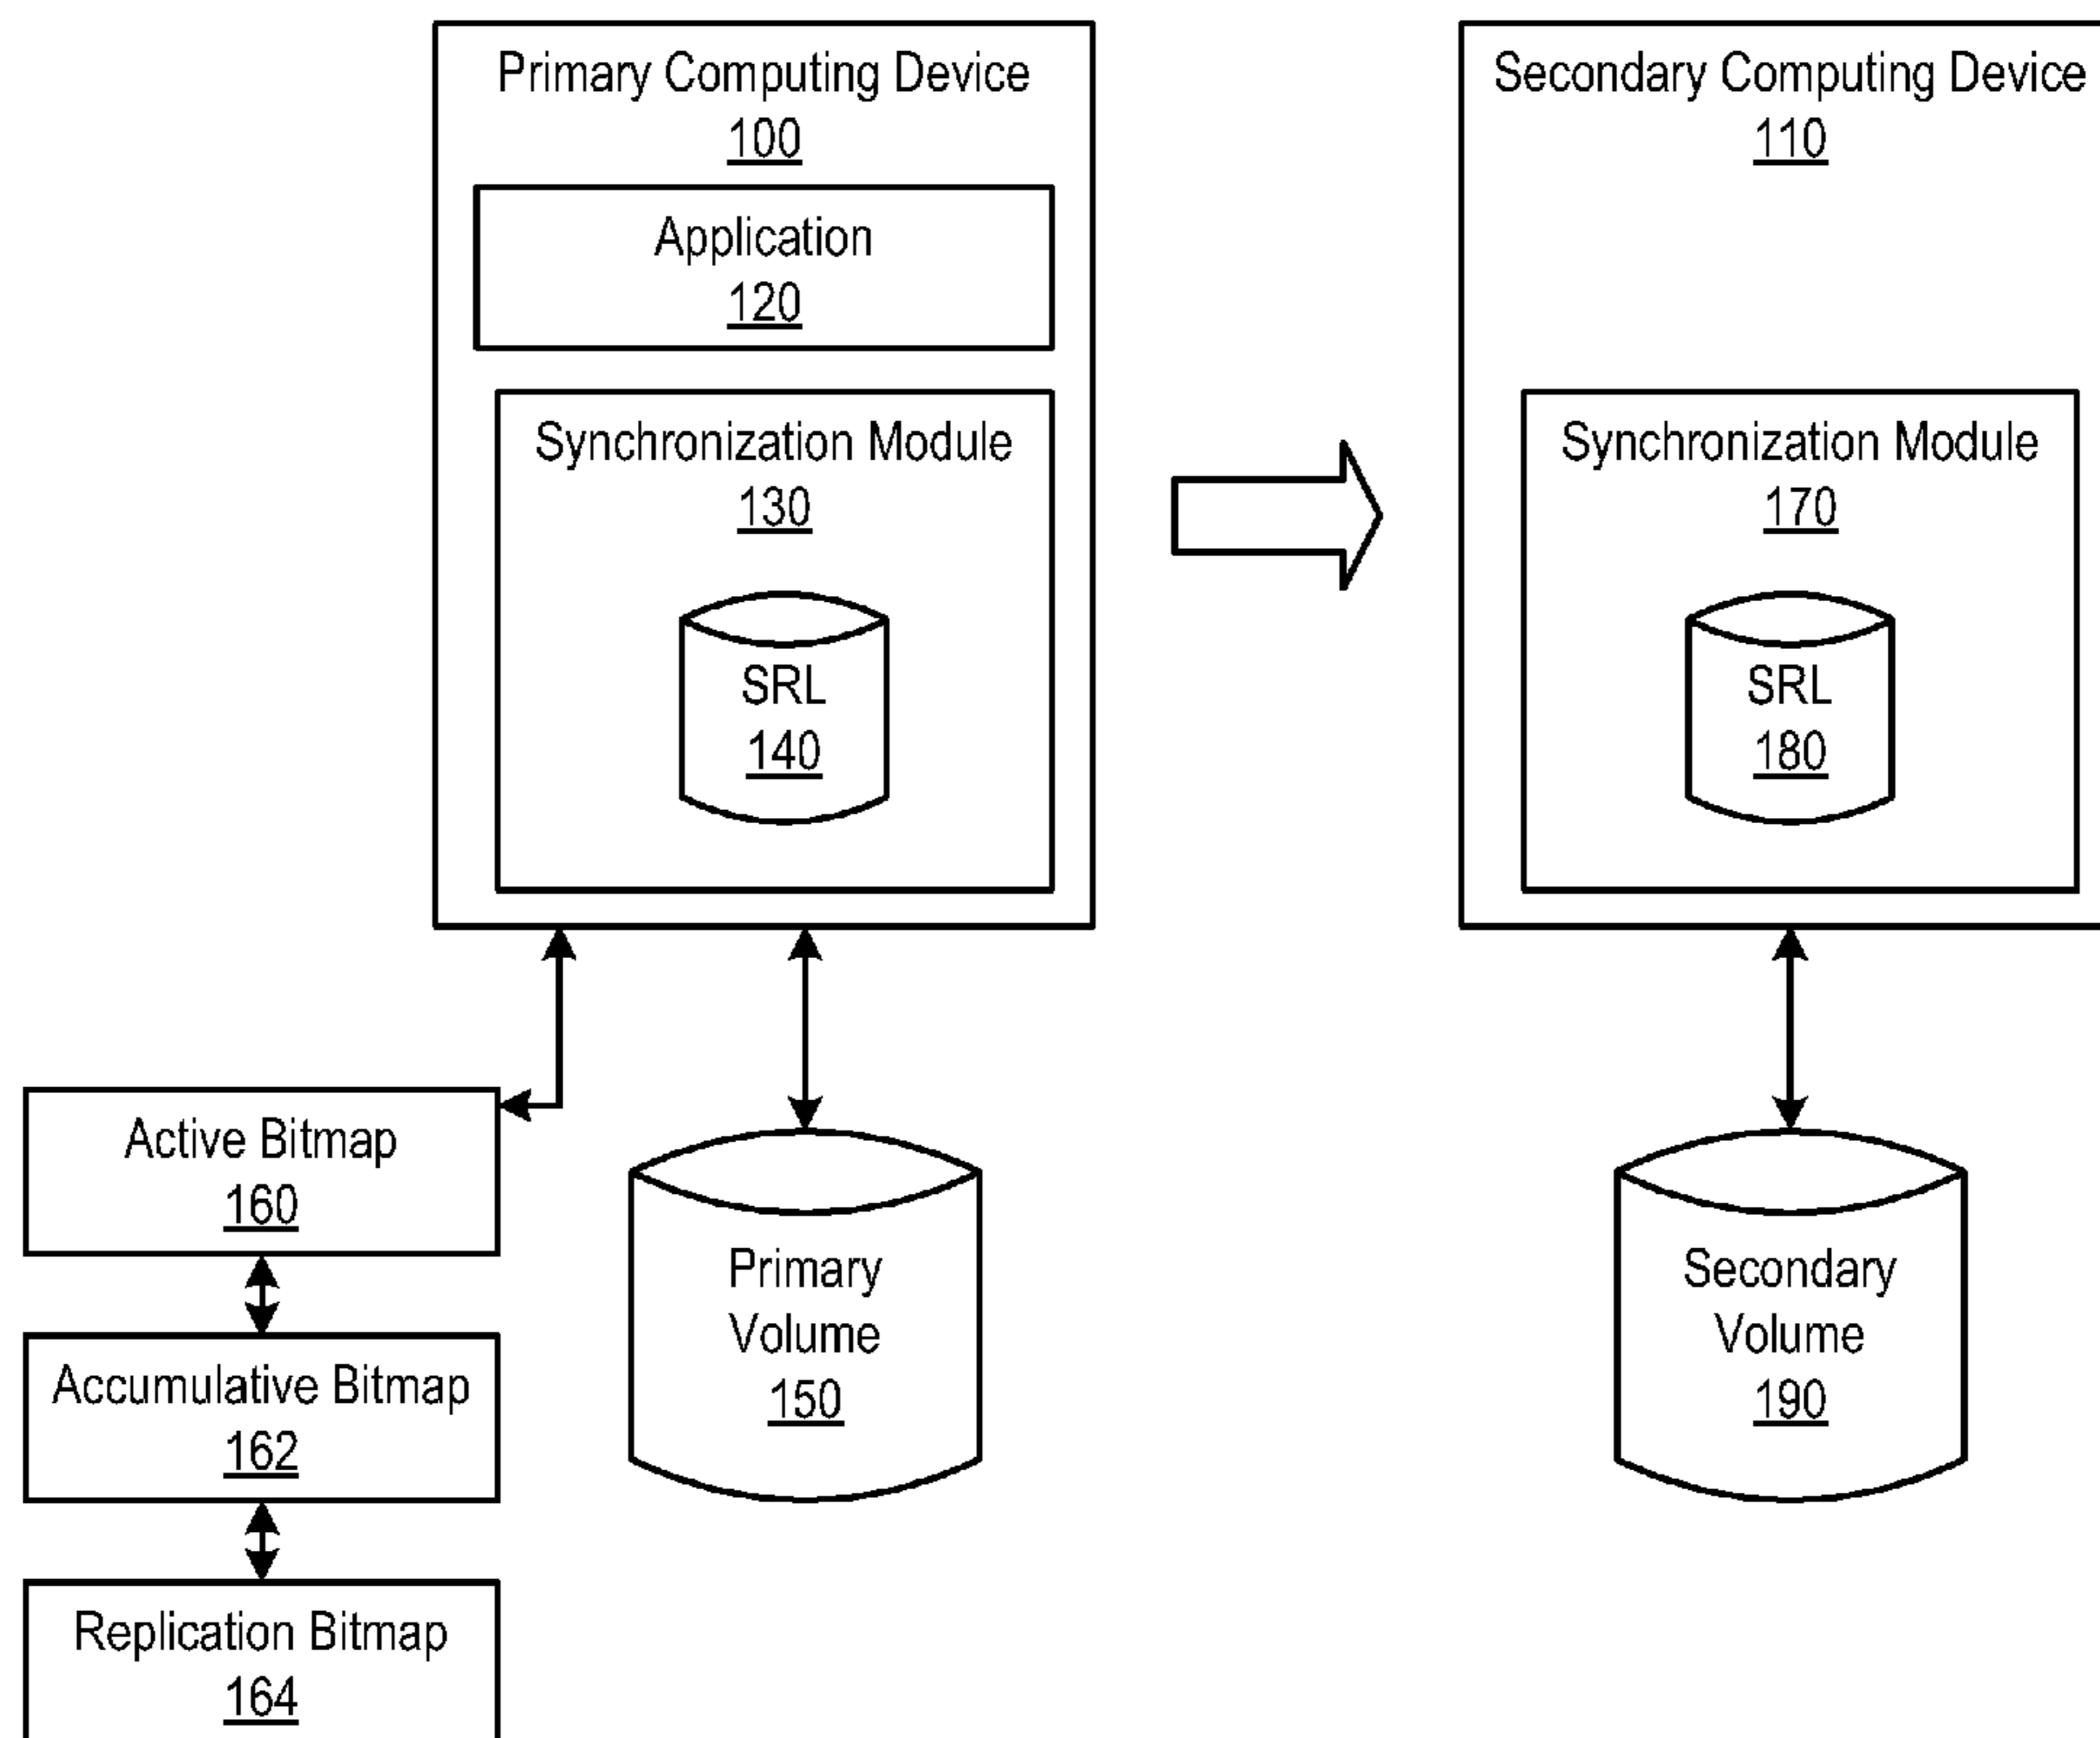 Primary Computing Device
100
Application
120
Synchronization Module
130
SRL
140
Secondary Computing Device
110
Synchronization Module
170
SRL
180
Active Bitmap
160
Accumulative Bitmap
162
Replication Bitmap
164
Primary
Volume
150
Secondary
Volume
190